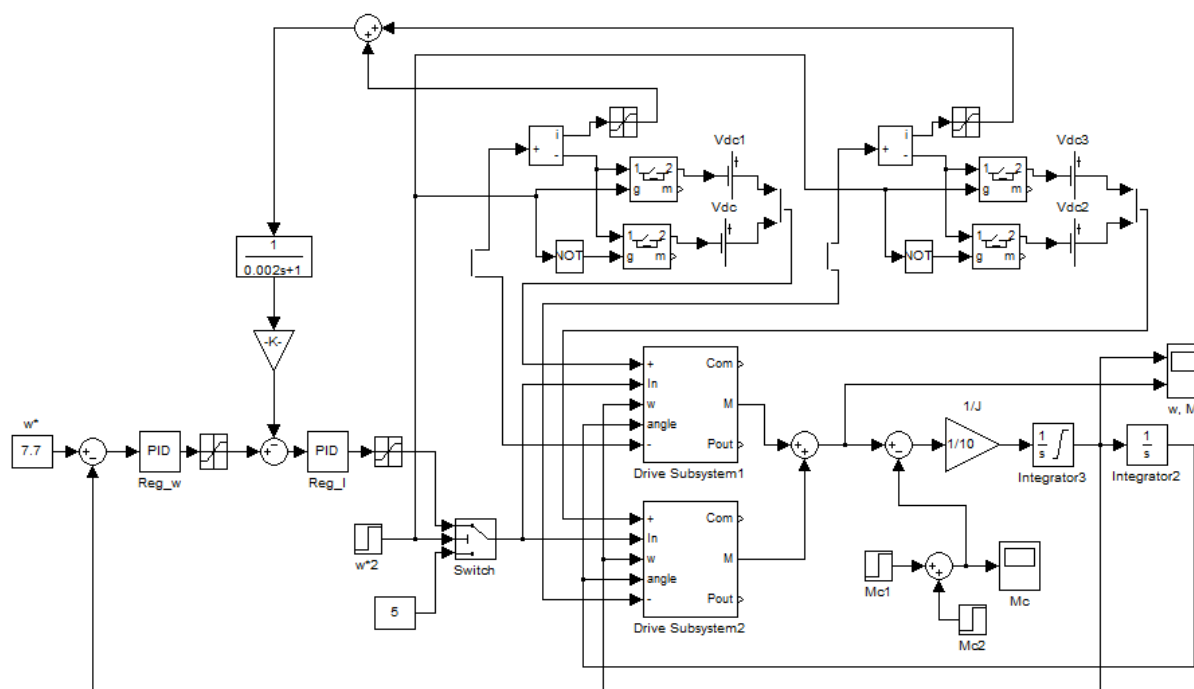 +
+
i
+
-
1 2
g m
Vdc1
1 2
g m
Vdc
NOT
i
+
-
1 2
g m
Vdc3
1 2
g m
Vdc2
NOT
1
0.002s+1
-K-
w*
7.7
+
-
PID
Reg_w
+
-
PID
Reg_I
w*2
5
Switch
+
In
w
angle
-
Com
M
Pout
Drive Subsystem1
+
In
w
angle
-
Com
M
Pout
Drive Subsystem2
+
+
+
-
1/J
1/10
1
s
Integrator3
1
s
Integrator2
w, M
Mc1
+
+
Mc2
Mc